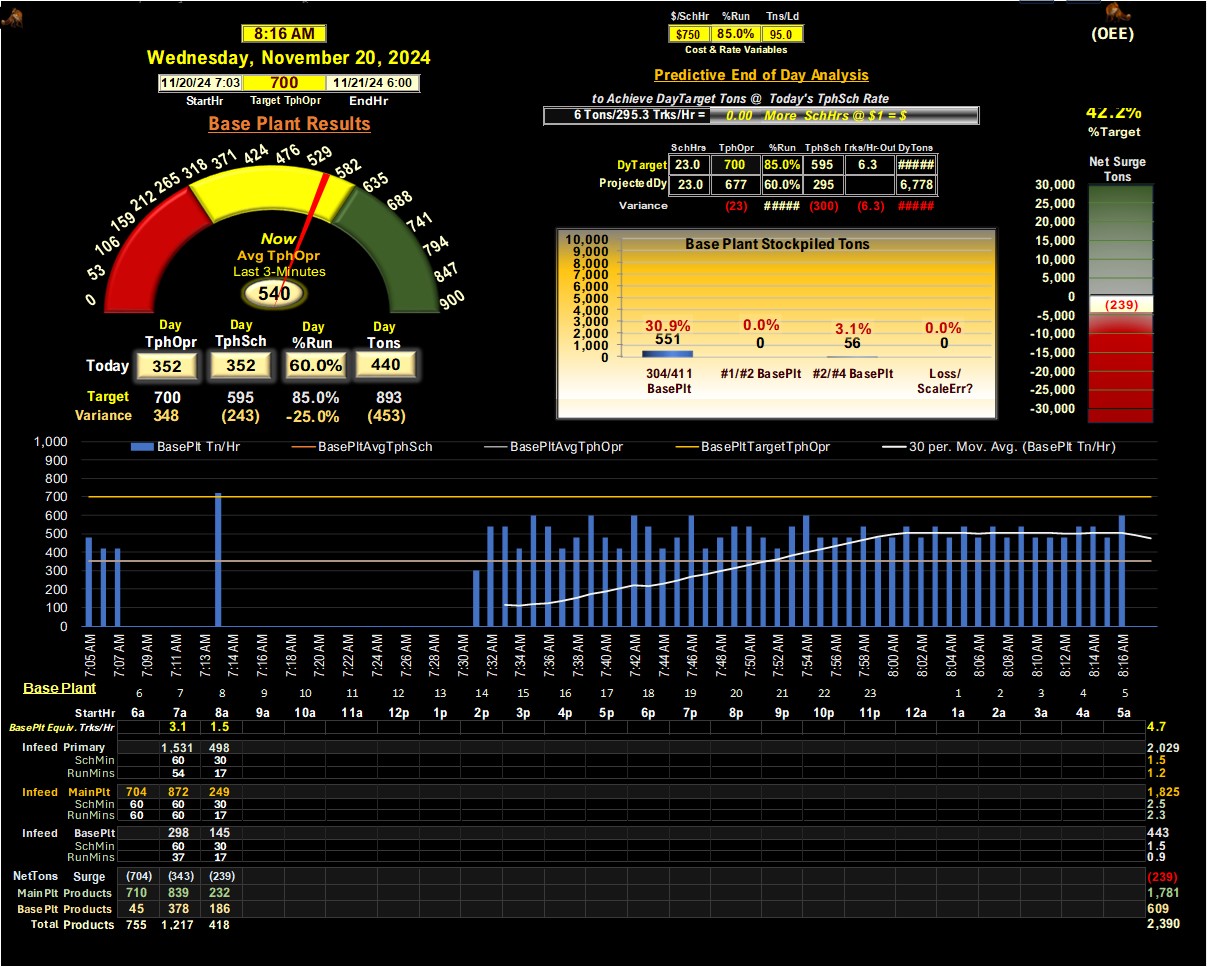 $/SchHr %Run Tns/Ld
8:16 AM
$750 85.0% 95.0
(OEE)
Cost & Rate Variables
Wednesday, November 20, 2024
Predictive End of Day Analysis
11/20/24 7:03 700 11/21/24 6:00
StartHr Target TphOpr EndHr
to Achieve DayTarget Tons @ Today's TphSch Rate
6 Tons/295.3 Trks/Hr = 0.00 More SchHrs @ $1 = $
42.2%
%Target
Base Plant Results
SchHrs TphOpr %Run TphSch Trks/Hr-Out DyTons
DyTarget 23.0 700 85.0% 595 6.3 #####
ProjectedDy 23.0 677 60.0% 295 6,778
Variance (23) ##### (300) (6.3) #####
0 53 106 159 212 265 318 371 424 476 529 582 635 688 741 794 847 900
Now
Avg TphOpr
Last 3-Minutes
540
Net Surge
Tons
30,000
25,000
20,000
15,000
10,000
5,000
0
(239)
-5,000
-10,000
-15,000
-20,000
-25,000
-30,000
Base Plant Stockpiled Tons
10,000
9,000
8,000
7,000
6,000
5,000
4,000
3,000
2,000
1,000
0
30.9% 0.0% 3.1% 0.0%
551 0 56 0
304/411 #1/#2 BasePlt #2/#4 BasePlt Loss/
BasePlt ScaleErr?
Day Day Day Day
TphOpr TphSch %Run Tons
Today 352 352 60.0% 440
Target 700 595 85.0% 893
Variance 348 (243) -25.0% (453)
BasePlt Tn/Hr BasePltAvgTphSch BasePltAvgTphOpr BasePltTargetTphOpr 30 per. Mov. Avg. (BasePlt Tn/Hr)
1,000
900
800
700
600
500
400
300
200
100
0
7:05 AM 7:07 AM 7:09 AM 7:11 AM 7:13 AM 7:14 AM 7:16 AM 7:18 AM 7:20 AM 7:22 AM 7:24 AM 7:26 AM 7:28 AM 7:30 AM 7:32 AM 7:34 AM 7:36 AM 7:38 AM 7:40 AM 7:42 AM 7:44 AM 7:46 AM 7:48 AM 7:50 AM 7:52 AM 7:54 AM 7:56 AM 7:58 AM 8:00 AM 8:02 AM 8:04 AM 8:06 AM 8:08 AM 8:10 AM 8:12 AM 8:14 AM 8:16 AM
Base Plant 6 7 8 9 10 11 12 13 14 15 16 17 18 19 20 21 22 23 1 2 3 4 5
StartHr 6a 7a 8a 9a 10a 11a 12p 1p 2p 3p 4p 5p 6p 7p 8p 9p 10p 11p 12a 1a 2a 3a 4a 5a
BasePlt Equiv. Trks/Hr 3.1 1.5 4.7
Infeed Primary 1,531 498 2,029
SchMin 60 30 1.5
RunMins 54 17 1.2
Infeed MainPlt 704 872 249 1,825
SchMin 60 60 30 2.5
RunMins 60 60 17 2.3
Infeed BasePlt 298 145 443
SchMin 60 30 1.5
RunMins 37 17 0.9
NetTons Surge (704) (343) (239) (239)
MainPlt Products 710 839 232 1,781
BasePlt Products 45 378 186 609
Total Products 755 1,217 418 2,390